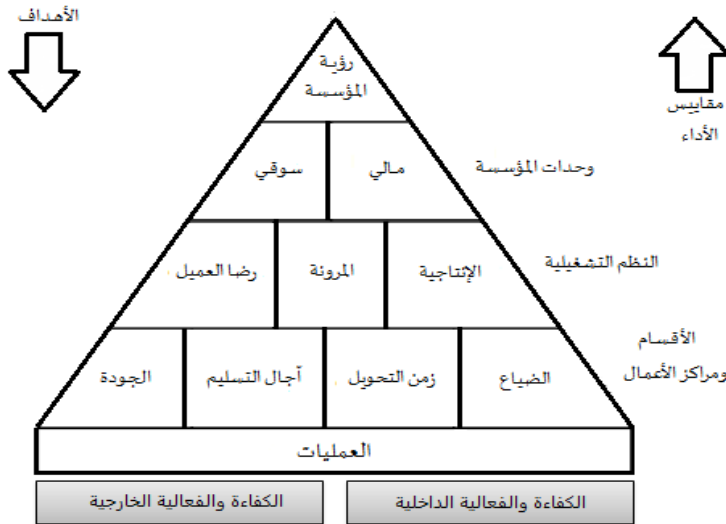 الأهداف
مقاييس
الأداء
رؤية
المؤسسة
مالي
سوقي
وحدات المؤسسة
الإنتاجية
المرونة
رضا العميل
النظم التشغيلية
الضياع
زمن التحويل
آجال التسليم
الجودة
الأقسام
ومراكز الأعمال
العمليات
الكفاءة والفعالية الداخلية
الكفاءة والفعالية الخارجية